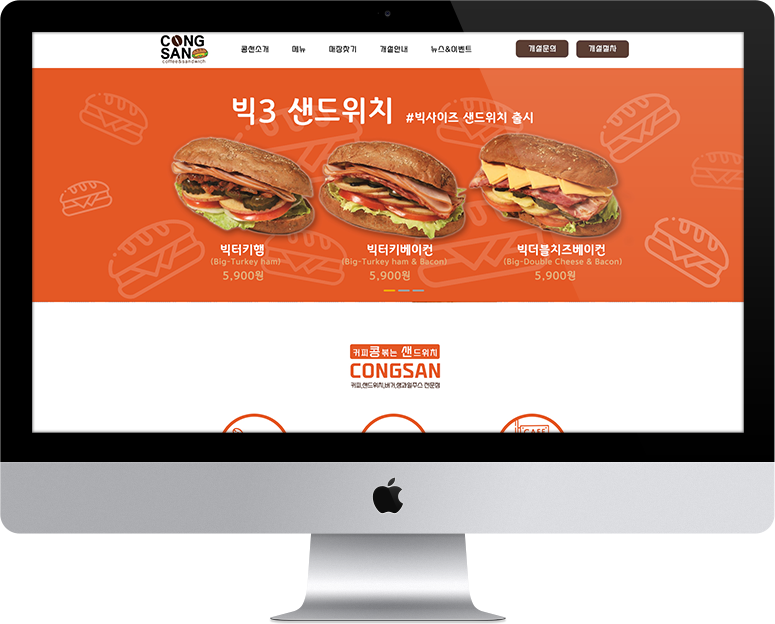 CONG
SAN
coffee&sandwich
콩샌소개
메뉴
매장찾기
개설안내
뉴스&이벤트
개설문의
개설절차
빅3 샌드위치
#빅사이즈 샌드위치 출시
빅터키햄
(Big-Turkey ham)
5,900원
빅터키베이컨
(Big-Turkey ham & Bacon)
5,900원
빅더블치즈베이컨
(Big-Double Cheese & Bacon)
5,900원
커피콩볶는 샌드위치
CONGSAN
커피,샌드위치,버거,생과일쥬스 전문점
CAFE